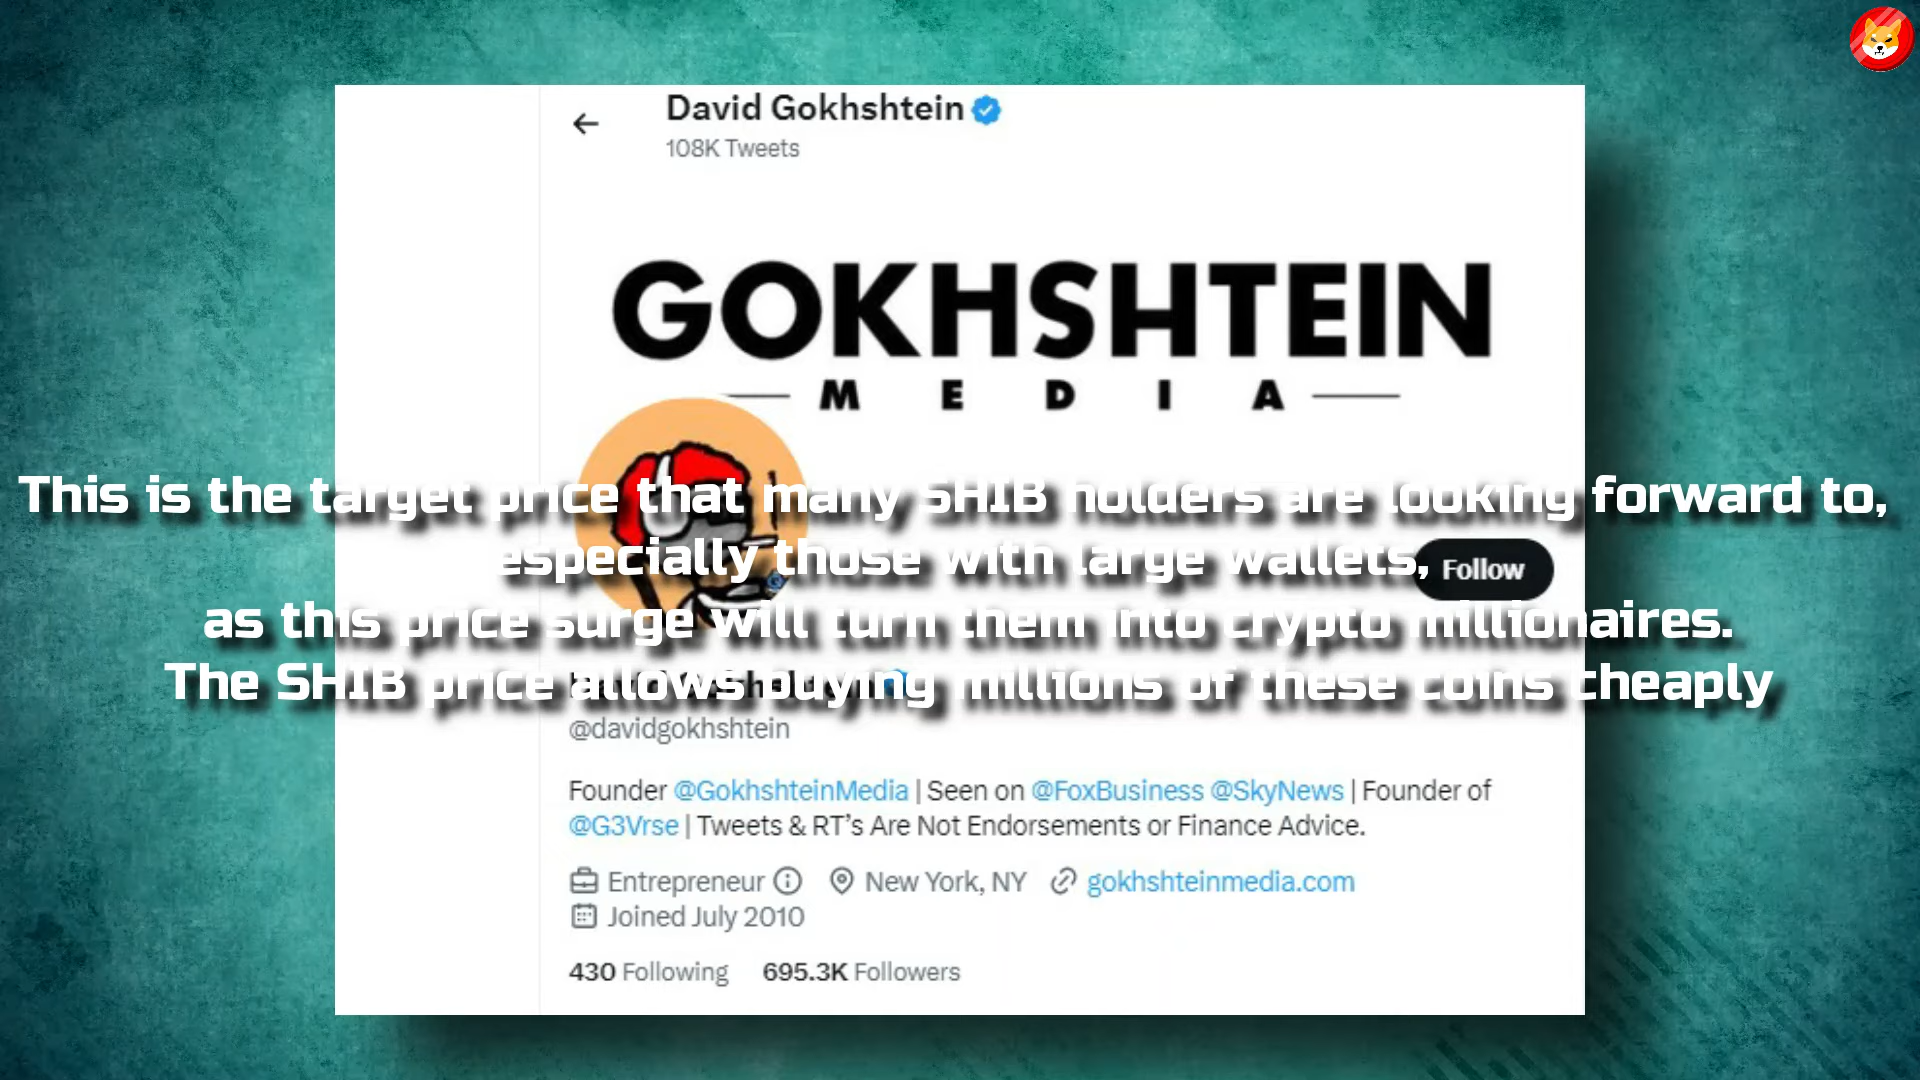 David Gokhshtein
108K Tweets
GOKHSHTEIN
MEDIA
This is the target price that many SHIB holders are looking forward to,
especially those with large wallets,
Follow
as this price surge will turn them into crypto millionaires.
The SHIB price allows buying millions of these coins cheaply
@davidgokhshtein
Founder @GokhshteinMedia | Seen on @FoxBusiness @SkyNews | Founder of
@G3Vrse | Tweets & RT’s Are Not Endorsements or Finance Advice.
Entrepreneur New York, NY gokhshteinmedia.com
Joined July 2010
430 Following 695.3K Followers